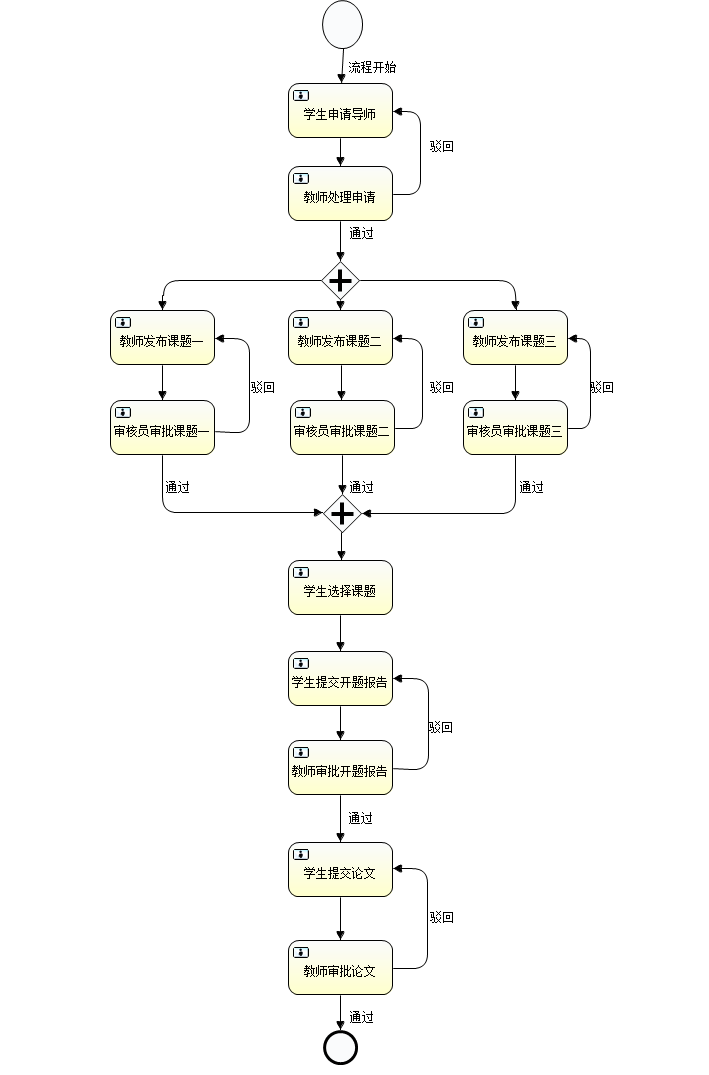 流程开始
学生申请导师
驳回
教师处理申请
通过
教师发布课题一
教师发布课题二
教师发布课题三
驳回
驳回
驳回
审核员审批课题一
审核员审批课题二
审核员审批课题三
通过
通过
通过
学生选择课题
学生提交开题报告
驳回
教师审批开题报告
通过
学生提交论文
驳回
教师审批论文
通过